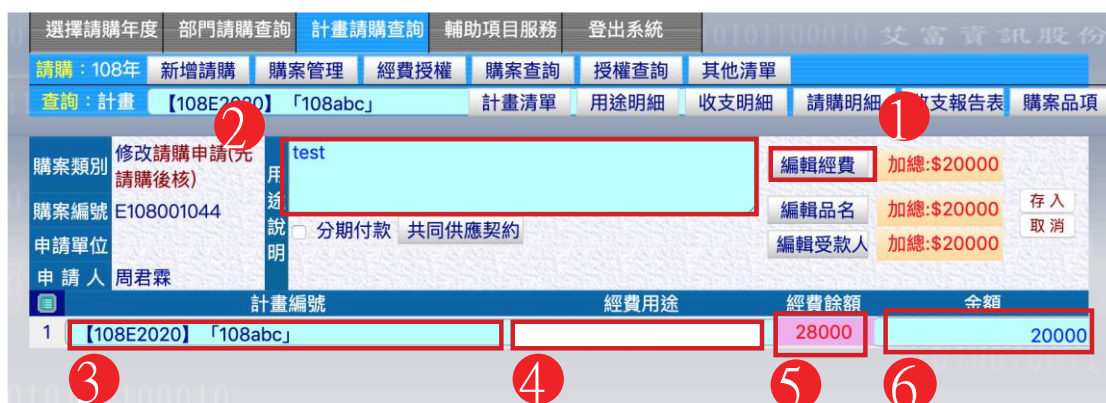 選擇請購年度 部門請購查詢 計畫請購查詢 輔助項目服務 登出系統 艾富資訊股份
請購：108年 新增請購 購案管理 經費授權 購案查詢 授權查詢 其他清單
查詢：計畫 【108E2020】「108abc」 計畫清單 用途明細 收支明細 請購明細 收支報告表 購案品項
2 1
購案類別 修改請購申請(先請購後核) 用途說明 test 編輯經費 加總:$20000
購案編號 E108001044 編輯品名 加總:$20000 存入
分期付款 共同供應契約 取消
申請單位 編輯受款人 加總:$20000
申請人 周君霖
計畫編號 經費用途 經費餘額 金額
1 【108E2020】「108abc」 28000 20000
3 4 5 6